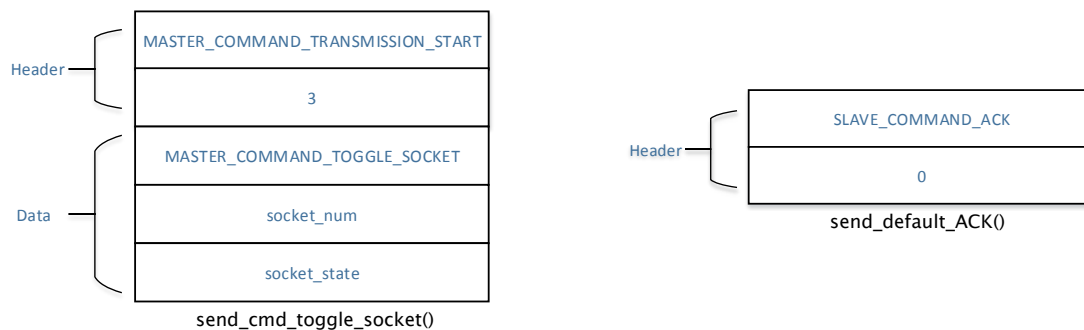 MASTER_COMMAND_TRANSMISSION_START
Header
3
MASTER_COMMAND_TOGGLE_SOCKET
Data
socket_num
socket_state
send_cmd_toggle_socket()
SLAVE_COMMAND_ACK
Header
0
send_default_ACK()